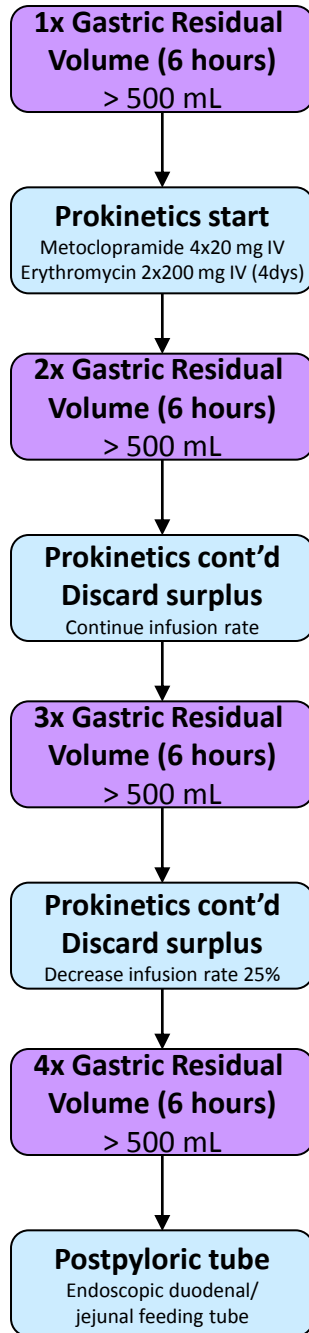 1x Gastric Residual
Volume (6 hours)
> 500 mL
Prokinetics start
Metoclopramide 4x20 mg IV
Erythromycin 2x200 mg IV (4dys)
2x Gastric Residual
Volume (6 hours)
> 500 mL
Prokinetics cont’d
Discard surplus
Continue infusion rate
3x Gastric Residual
Volume (6 hours)
> 500 mL
Prokinetics cont’d
Discard surplus
Decrease infusion rate 25%
4x Gastric Residual
Volume (6 hours)
> 500 mL
Postpyloric tube
Endoscopic duodenal/
jejunal feeding tube